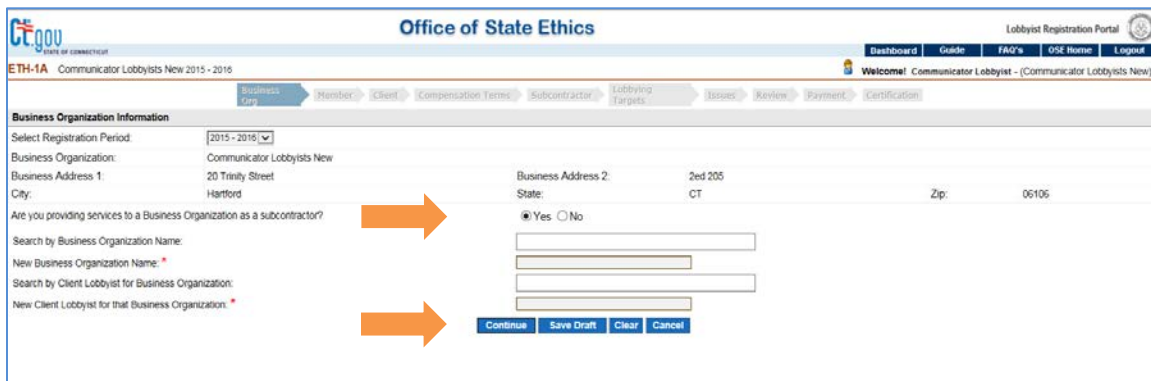 Ct.gov
STATE OF CONNECTICUT
Office of State Ethics
Lobbyist Registration Portal
Dashboard Guide FAQ's OSE Home Logout
ETH-1A Communicator Lobbyists New 2015 - 2016
Welcome! Communicator Lobbyist - (Communicator Lobbyists New)
Business Org Member Client Compensation Terms Subcontractor Lobbying Targets Issues Review Payment Certification
Business Organization Information
Select Registration Period: 2015 - 2016
Business Organization: Communicator Lobbyists New
Business Address 1: 20 Trinity Street Business Address 2: 2ed 205
City: Hartford State: CT Zip: 06106
Are you providing services to a Business Organization as a subcontractor? Yes No
Search by Business Organization Name:
New Business Organization Name: *
Search by Client Lobbyist for Business Organization:
New Client Lobbyist for that Business Organization: *
Continue Save Draft Clear Cancel